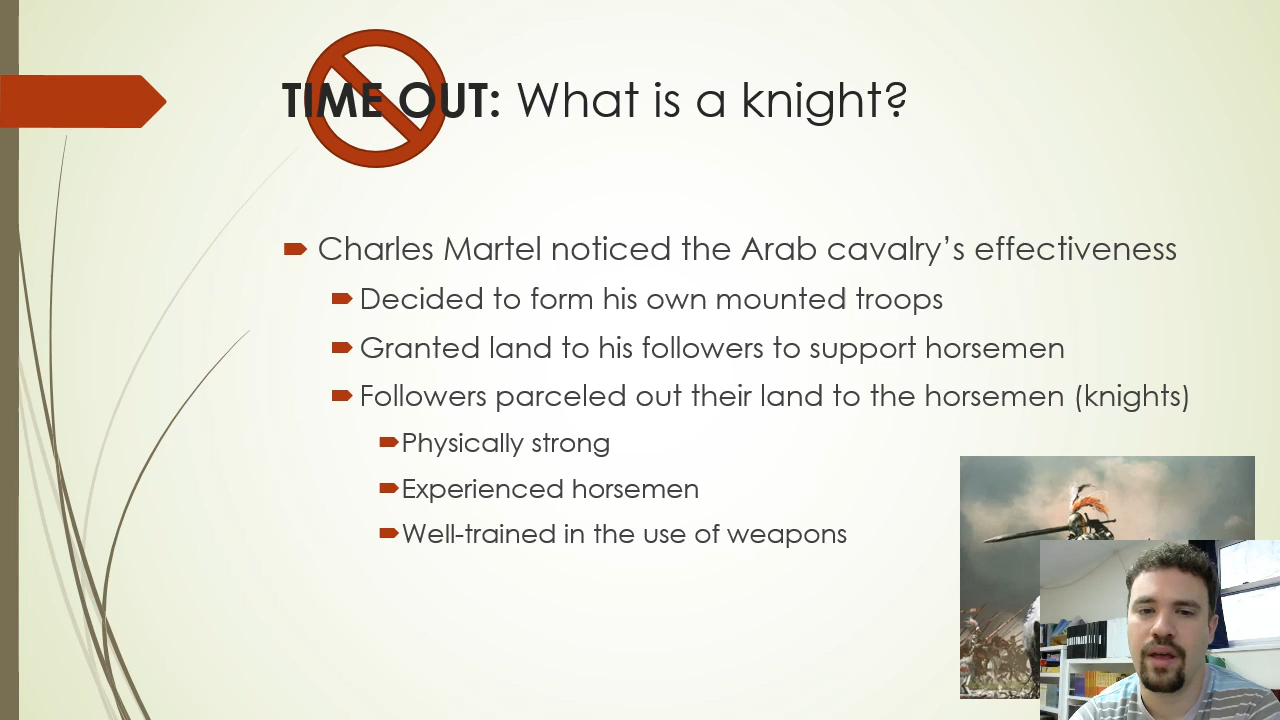 TIME OUT: What is a knight?
Charles Martel noticed the Arab cavalry’s effectiveness
Decided to form his own mounted troops
Granted land to his followers to support horsemen
Followers parceled out their land to the horsemen (knights)
Physically strong
Experienced horsemen
Well-trained in the use of weapons